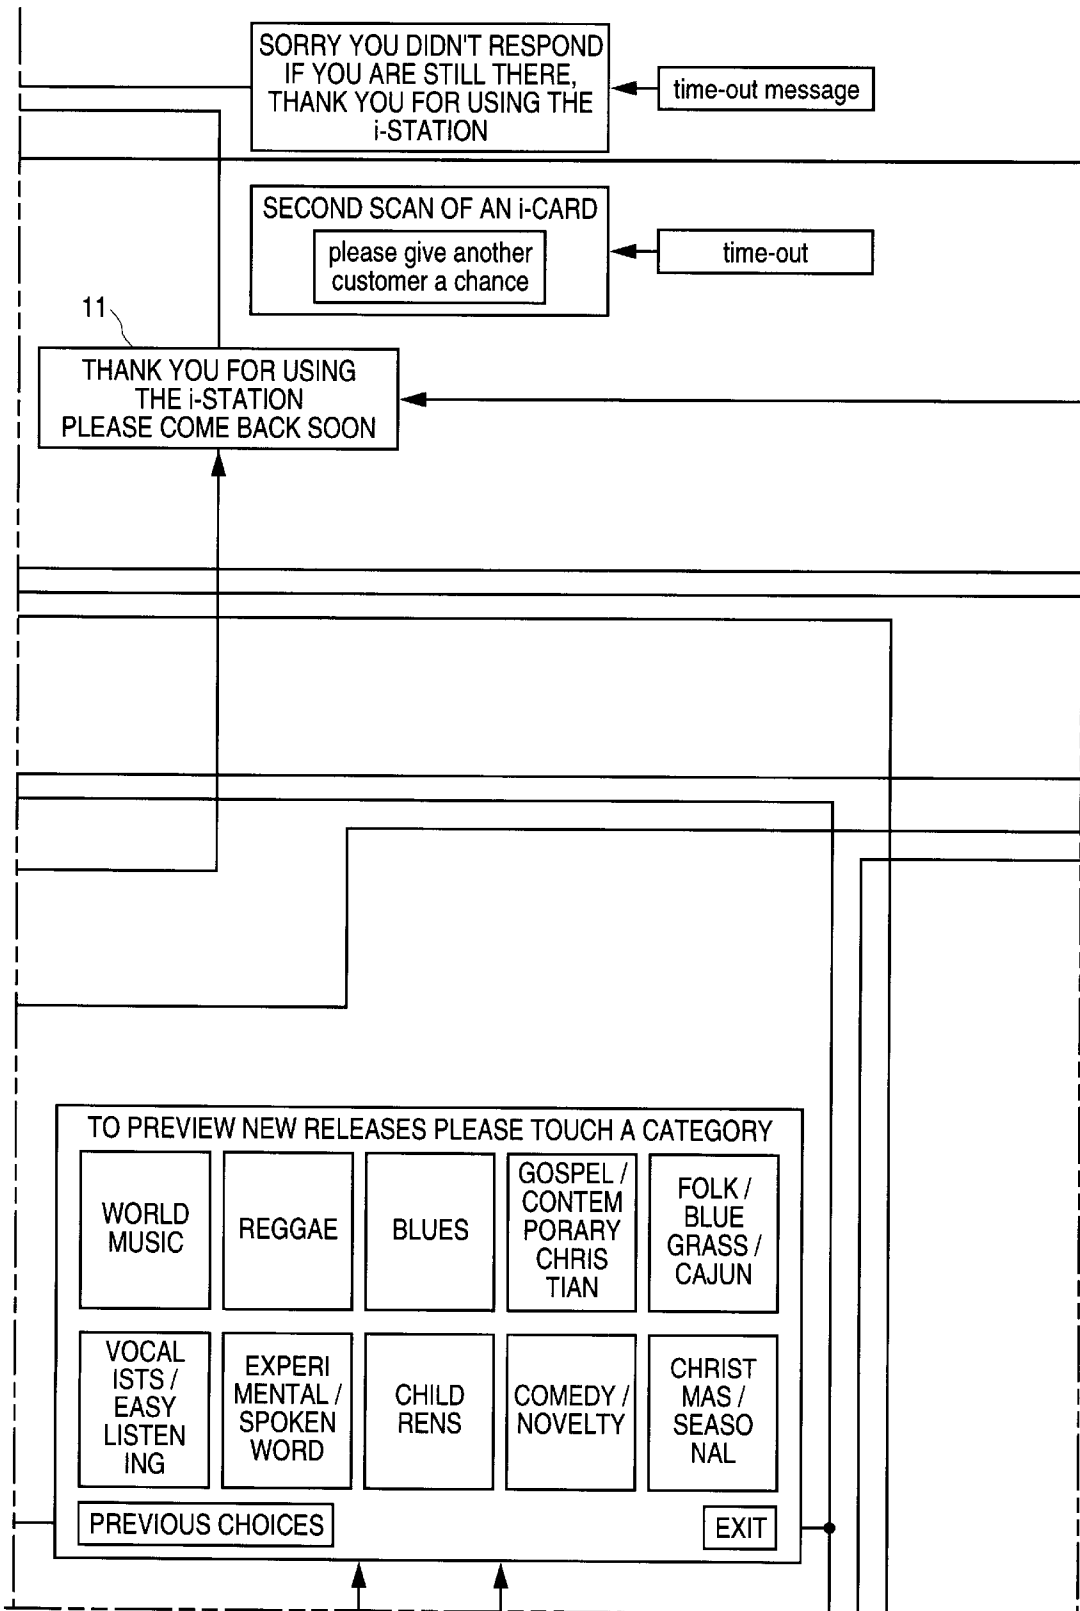 SORRY YOU DIDN'T RESPOND
IF YOU ARE STILL THERE,
THANK YOU FOR USING THE
i-STATION
time-out message
SECOND SCAN OF AN i-CARD
please give another
customer a chance
time-out
11
THANK YOU FOR USING
THE i-STATION
PLEASE COME BACK SOON
TO PREVIEW NEW RELEASES PLEASE TOUCH A CATEGORY
WORLD
MUSIC
REGGAE
BLUES
GOSPEL /
CONTEM
PORARY
CHRIS
TIAN
FOLK /
BLUE
GRASS /
CAJUN
VOCAL
ISTS /
EASY
LISTEN
ING
EXPERI
MENTAL /
SPOKEN
WORD
CHILD
RENS
COMEDY /
NOVELTY
CHRIST
MAS /
SEASO
NAL
PREVIOUS CHOICES
EXIT